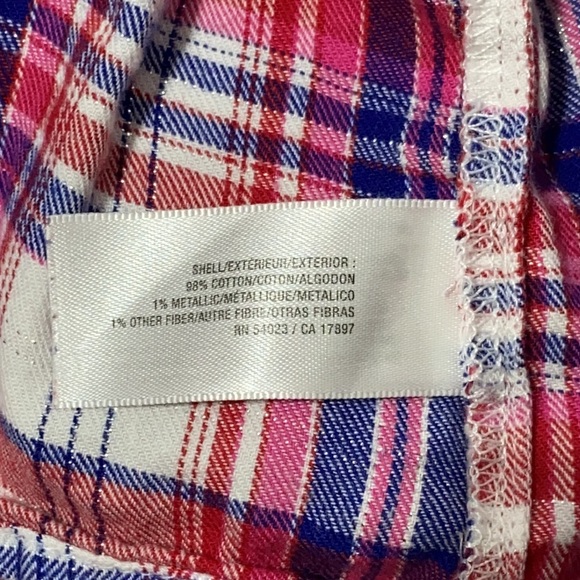 SHELL/EXTÉRIEUR/EXTERIOR :
98% COTTON/COTON/ALGODON
1% METALLIC/MÉTALLIQUE/METALICO
1% OTHER FIBER/AUTRE FIBRE/OTRAS FIBRAS
RN 54023 / CA 17897